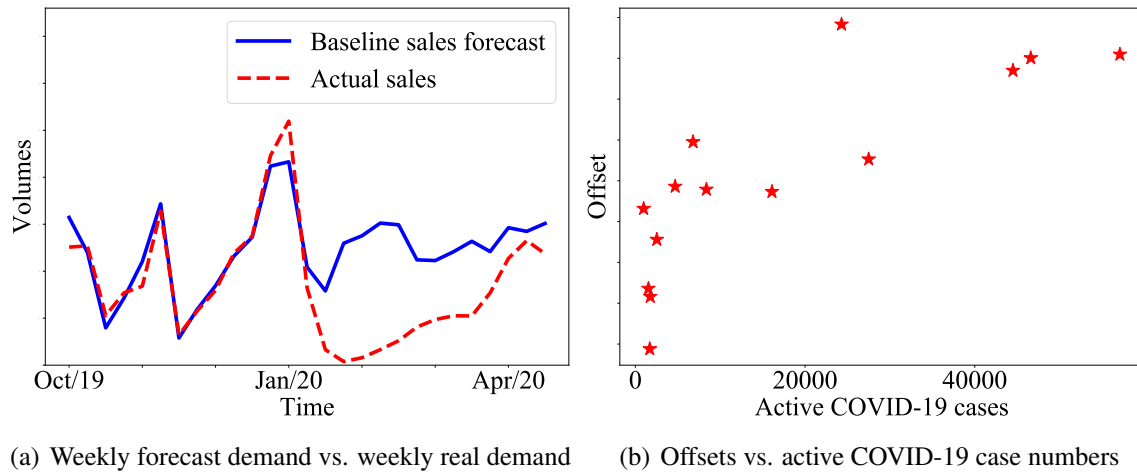 Baseline sales forecast
Actual sales
Volumes
Oct/19
Jan/20
Apr/20
Time
(a) Weekly forecast demand vs. weekly real demand
Offset
0
20000
40000
Active COVID-19 cases
(b) Offsets vs. active COVID-19 case numbers